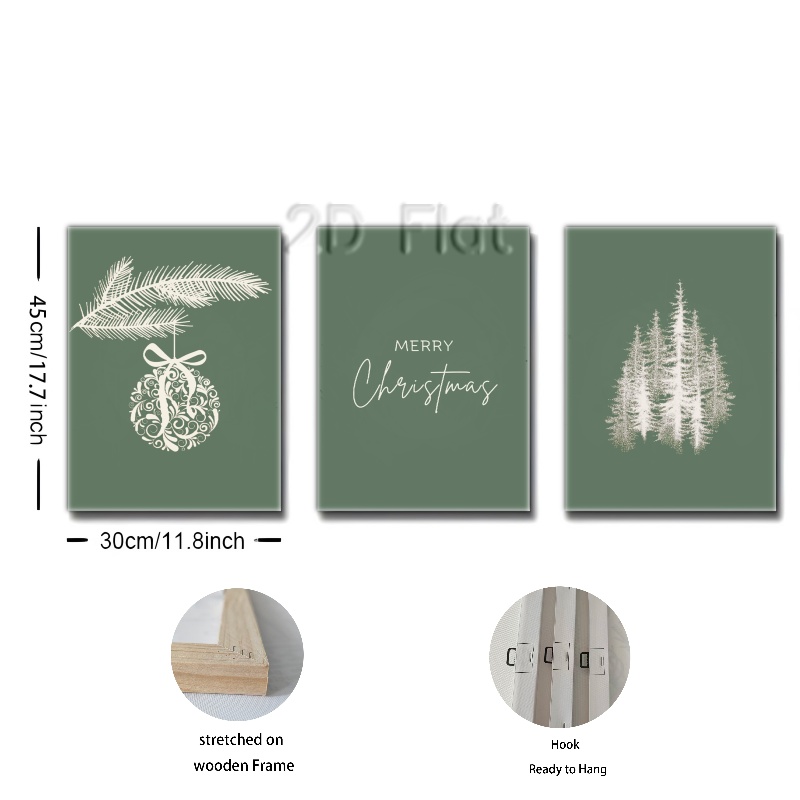 2D Flat
45cm/17.7inch
MERRY
Christmas
30cm/11.8inch
stretched on
wooden Frame
Hook
Ready to Hang